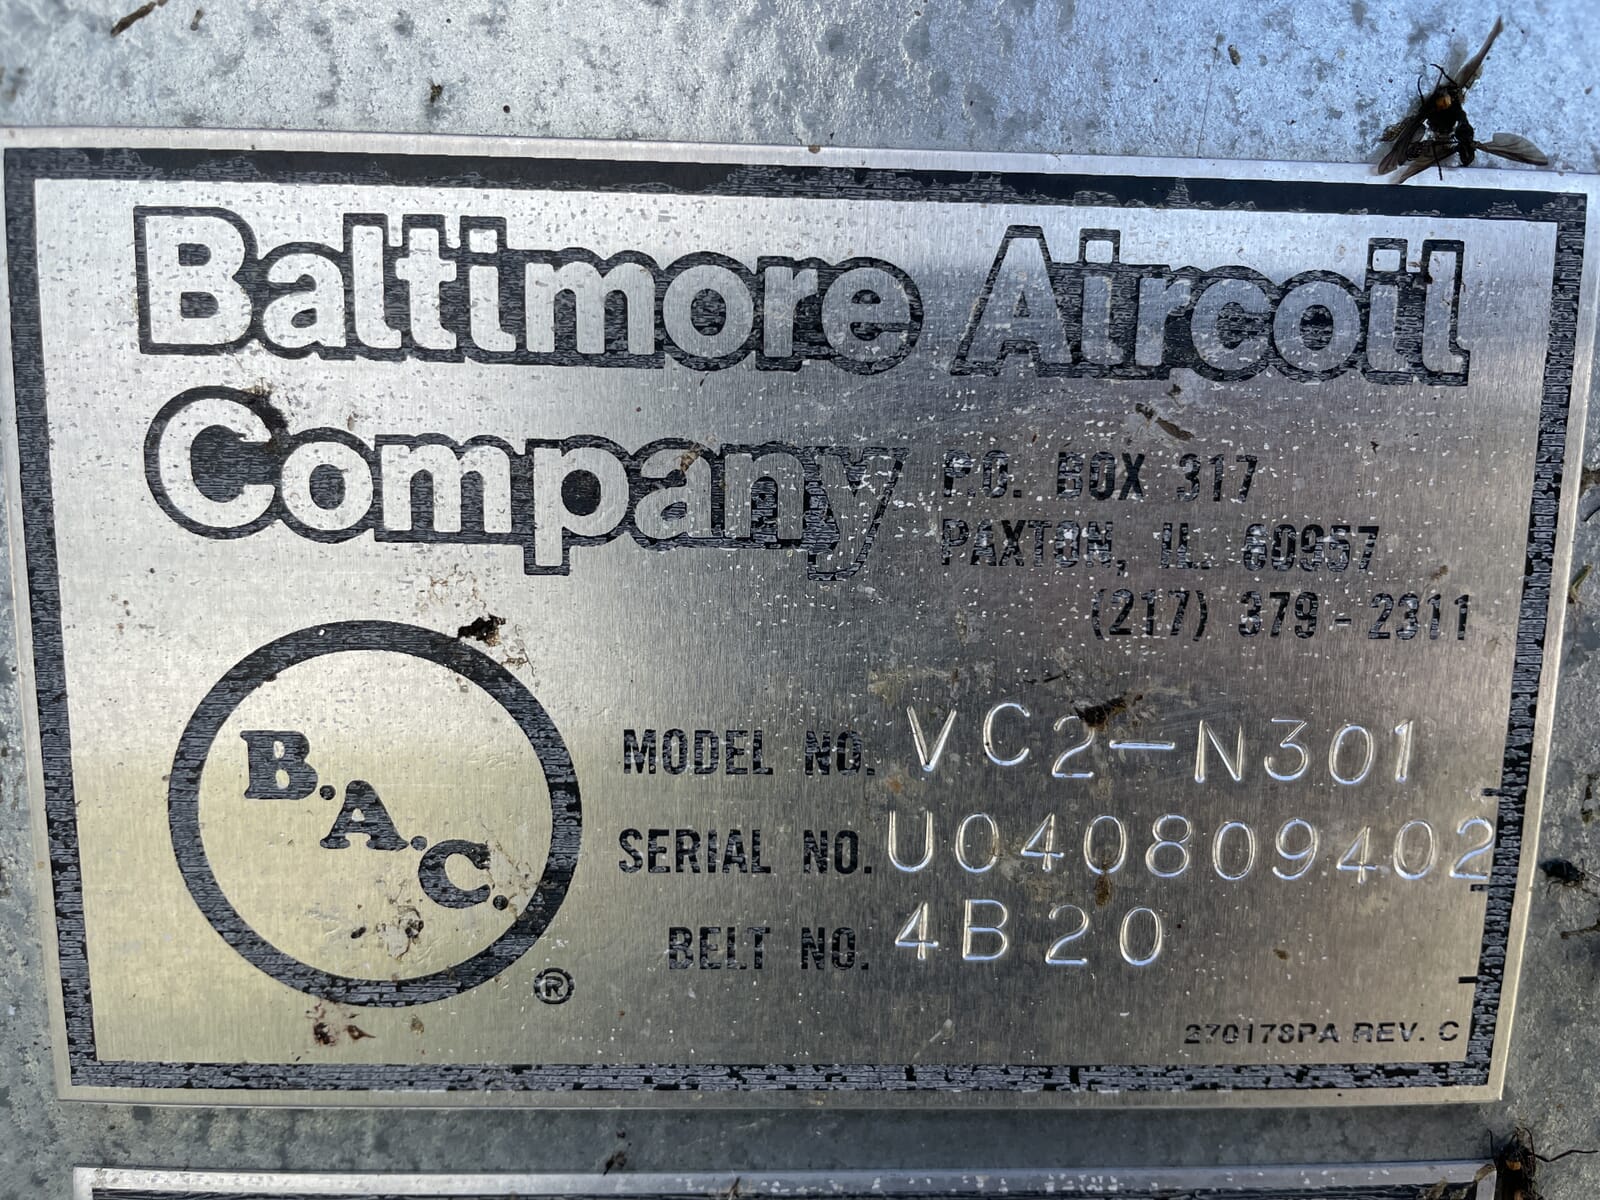 Baltimore Aircoil
Company
P.O. BOX 317
PAXTON, IL. 60957
(217) 379-2311
B.A.C.
®
MODEL NO. VC2-N301
SERIAL NO. U040809402
BELT NO. 4B20
270178PA REV. C